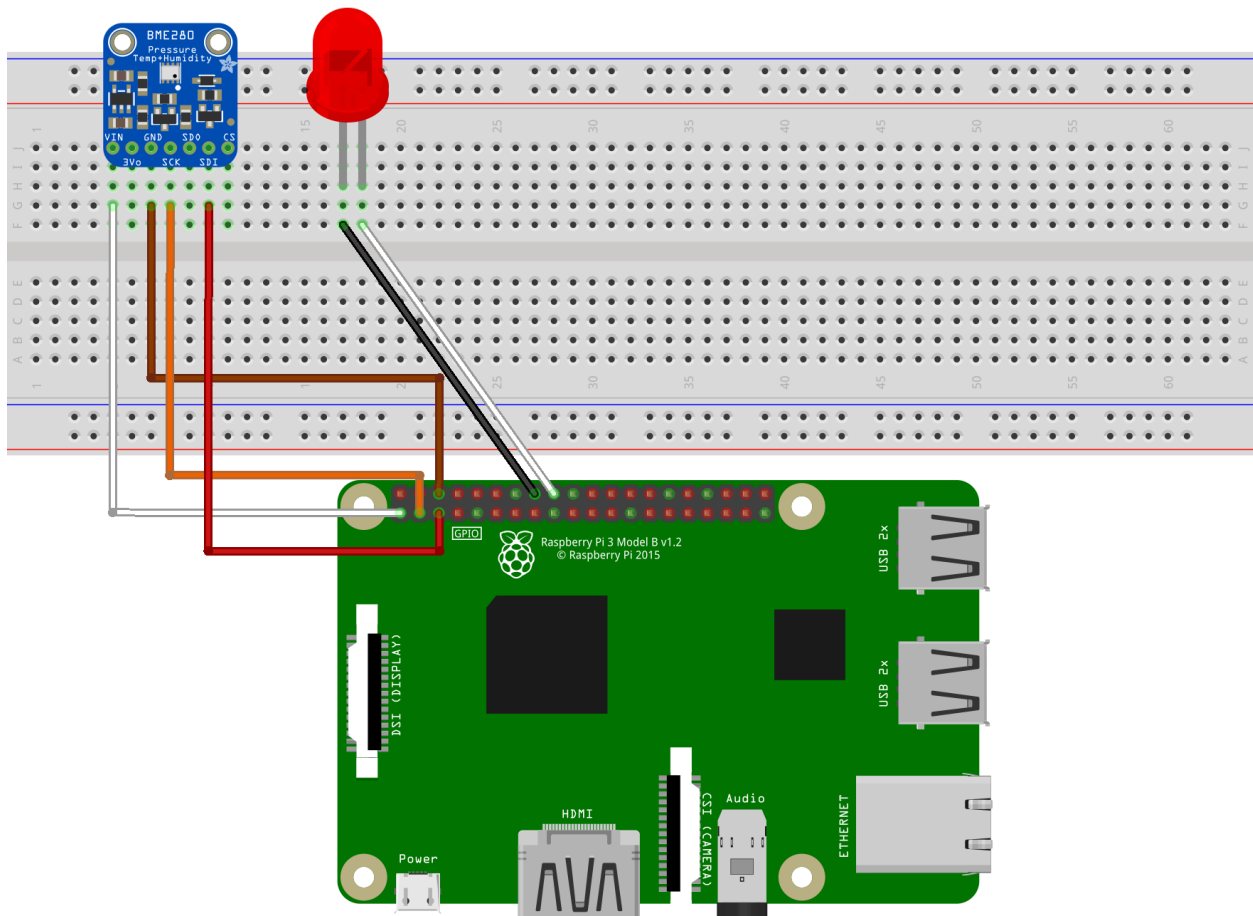 BME280
Pressure
Temp+Humidity
VIN GND SDO CS
3Vo SCK SDI
1 15 20 25 30 35 40 45 50 55 60
J J
I I
H H
G G
F F
E E
D D
C C
B B
A A
1 15 2 25 30 35 40 45 50 55 60
GPIO
Raspberry Pi 3 Model B v1.2
© Raspberry Pi 2015
USB 2x
DSI (DISPLAY)
USB 2x
CSI (CAMERA)
Audio
ETHERNET
HDMI
Power